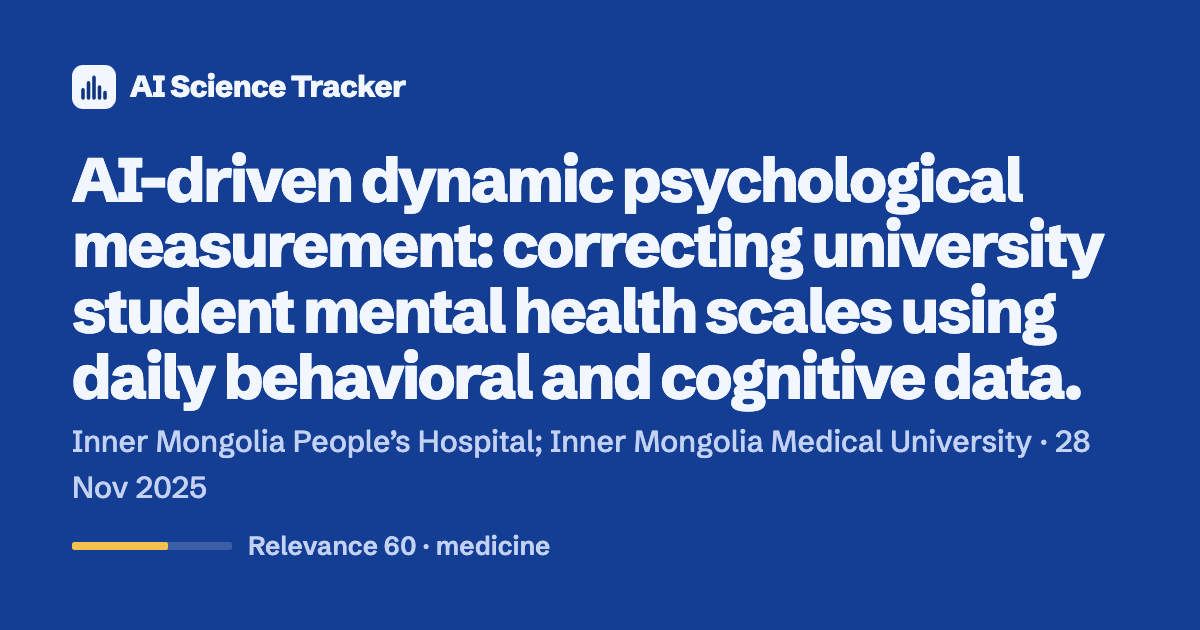 AI Science Tracker
AI-driven dynamic psychological
measurement: correcting university
student mental health scales using
daily behavioral and cognitive data.
Inner Mongolia People’s Hospital; Inner Mongolia Medical University · 28
Nov 2025
Relevance 60 · medicine